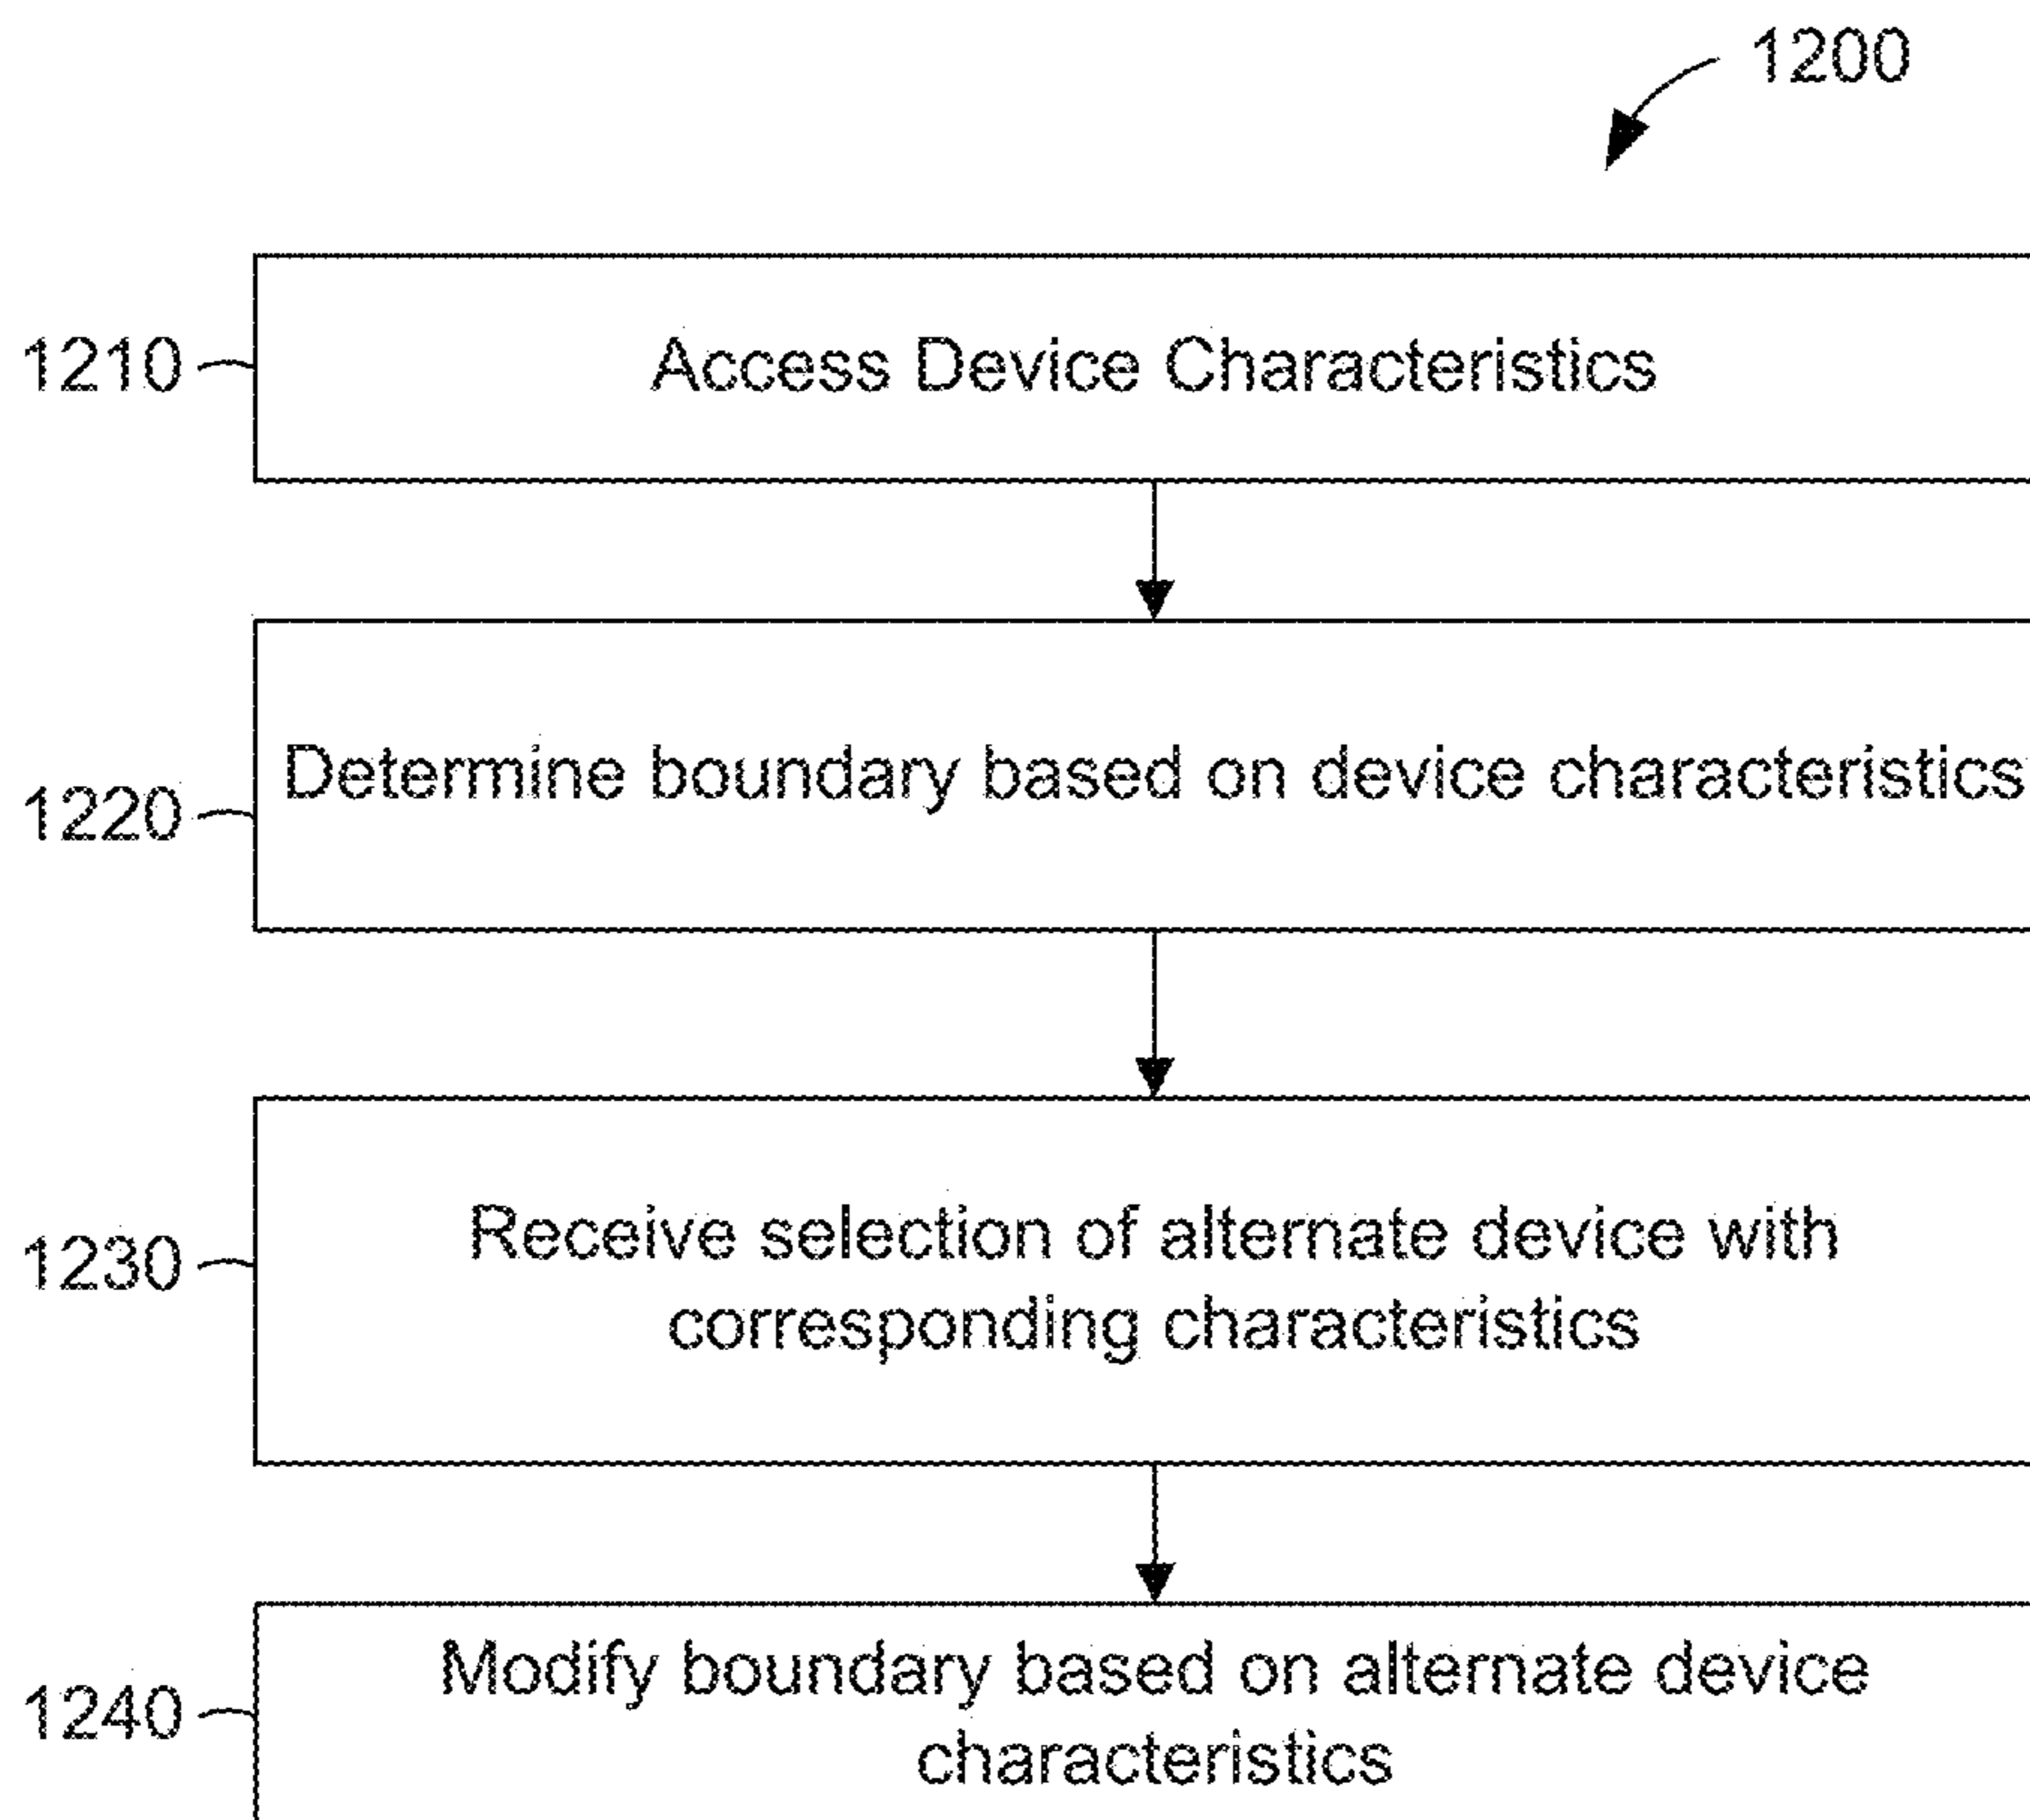 1200
1210
Access Device Characteristics
1220
Determine boundary based on device characteristics
1230
Receive selection of alternate device with
corresponding characteristics
1240
Modify boundary based on alternate device
characteristics